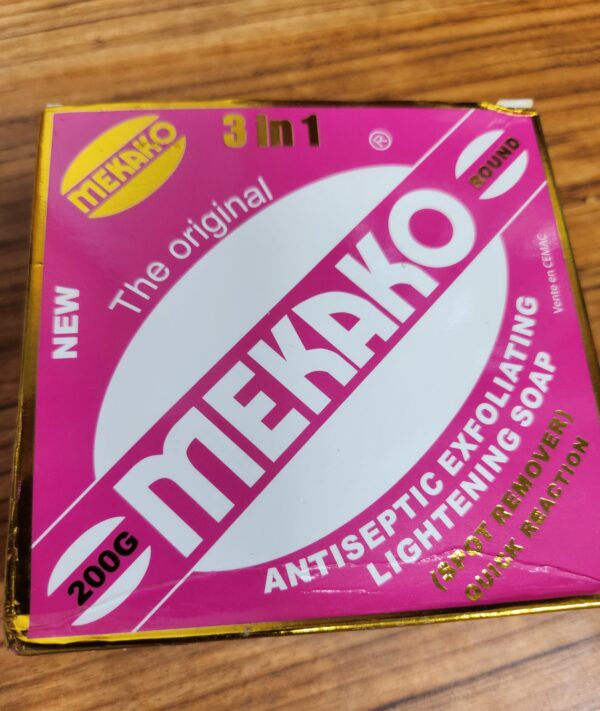 3 in 1
MEKAKO
®
ROUND
The original
NEW
MEKAKO
Vente en CEMAC
200G
ANTISEPTIC EXFOLIATING
LIGHTENING SOAP
(SPOT REMOVER)
QUISK REACTION